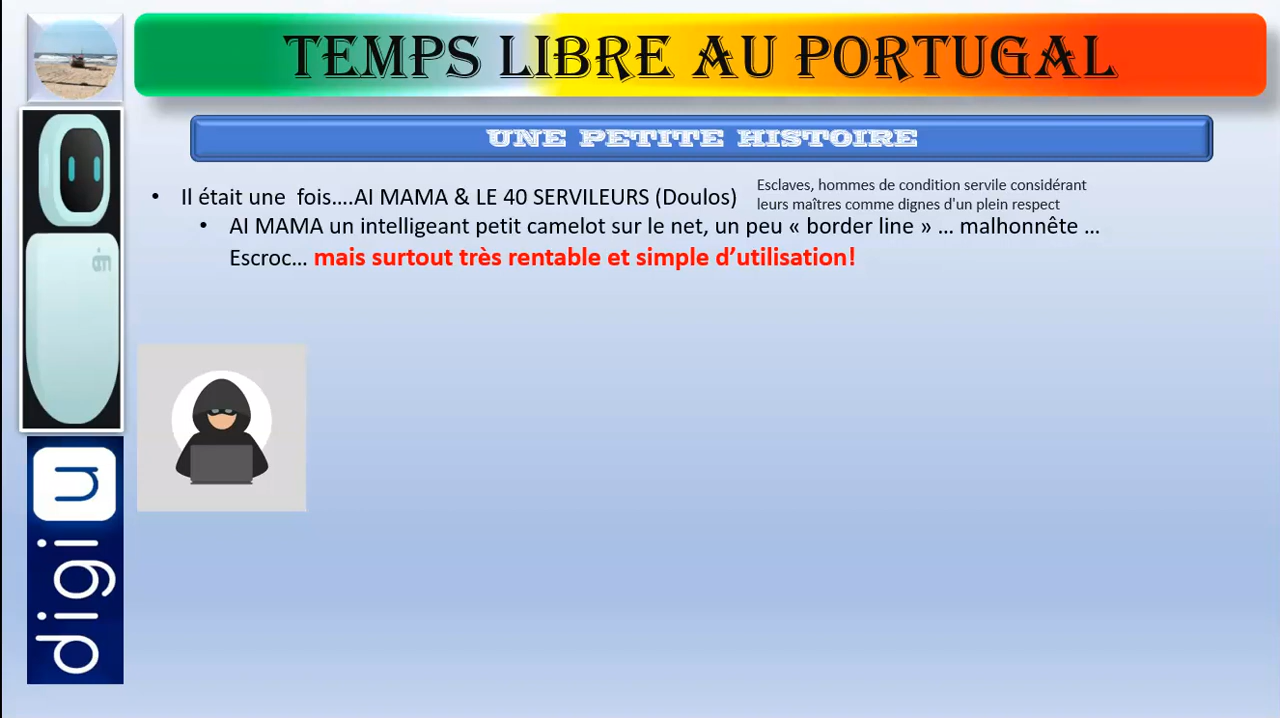 TEMPS LIBRE AU PORTUGAL
UNE PETITE HISTOIRE
• Il était une  fois....AI MAMA & LE 40 SERVILEURS (Doulos)
Esclaves, hommes de condition servile considérant
leurs maîtres comme dignes d'un plein respect
• AI MAMA un intelligeant petit camelot sur le net, un peu « border line » … malhonnête …
Escroc… mais surtout très rentable et simple d’utilisation!
aim
digiu